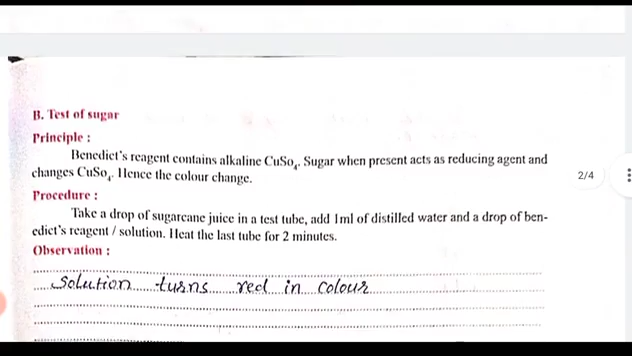 B. Test of sugar
Principle :
Benedict's reagent contains alkaline CuSo₄. Sugar when present acts as reducing agent and
changes CuSo₄. Hence the colour change.
2/4
Procedure :
Take a drop of sugarcane juice in a test tube, add 1ml of distilled water and a drop of ben-
edict's reagent / solution. Heat the last tube for 2 minutes.
Observation :
Solution turns red in colour